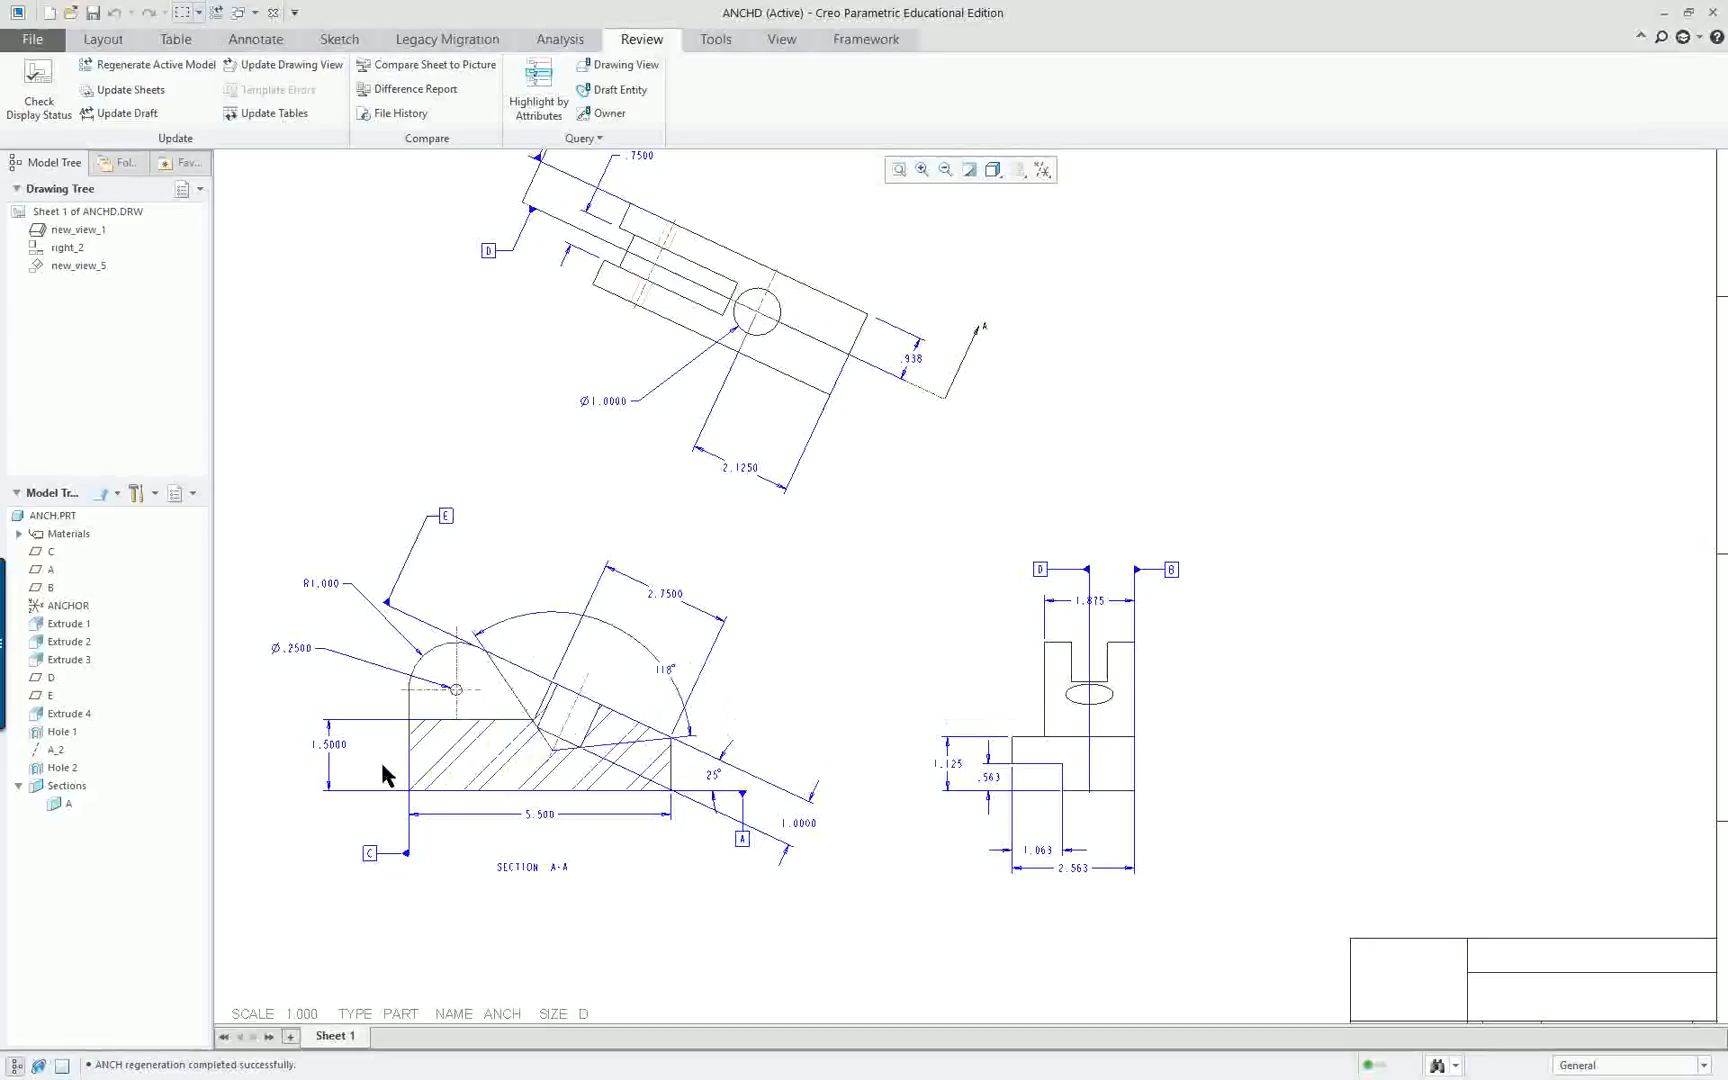 ANCHD (Active) - Creo Parametric Educational Edition
File Layout Table Annotate Sketch Legacy Migration Analysis Review Tools View Framework
Check Display Status
Regenerate Active Model
Update Sheets
Update Draft
Update Drawing View
Template Errors
Update Tables
Update
Compare Sheet to Picture
Difference Report
File History
Compare
Highlight by Attributes
Drawing View
Draft Entity
Owner
Query
Model Tree Fol... Fav...
Drawing Tree
Sheet 1 of ANCHD.DRW
new_view_1
right_2
new_view_5
Model Tr...
ANCH.PRT
Materials
C
A
B
ANCHOR
Extrude 1
Extrude 2
Extrude 3
D
E
Extrude 4
Hole 1
A_2
Hole 2
Sections
A
.7500
D
A
.938
Ø1.0000
2.1250
E
R1.000
2.7500
Ø.2500
118°
1.5000
25°
5.500
1.0000
A
C
SECTION A-A
D
B
1.875
1.125
.563
1.063
2.563
SCALE 1.000 TYPE PART NAME ANCH SIZE D
Sheet 1
• ANCH regeneration completed successfully.
General